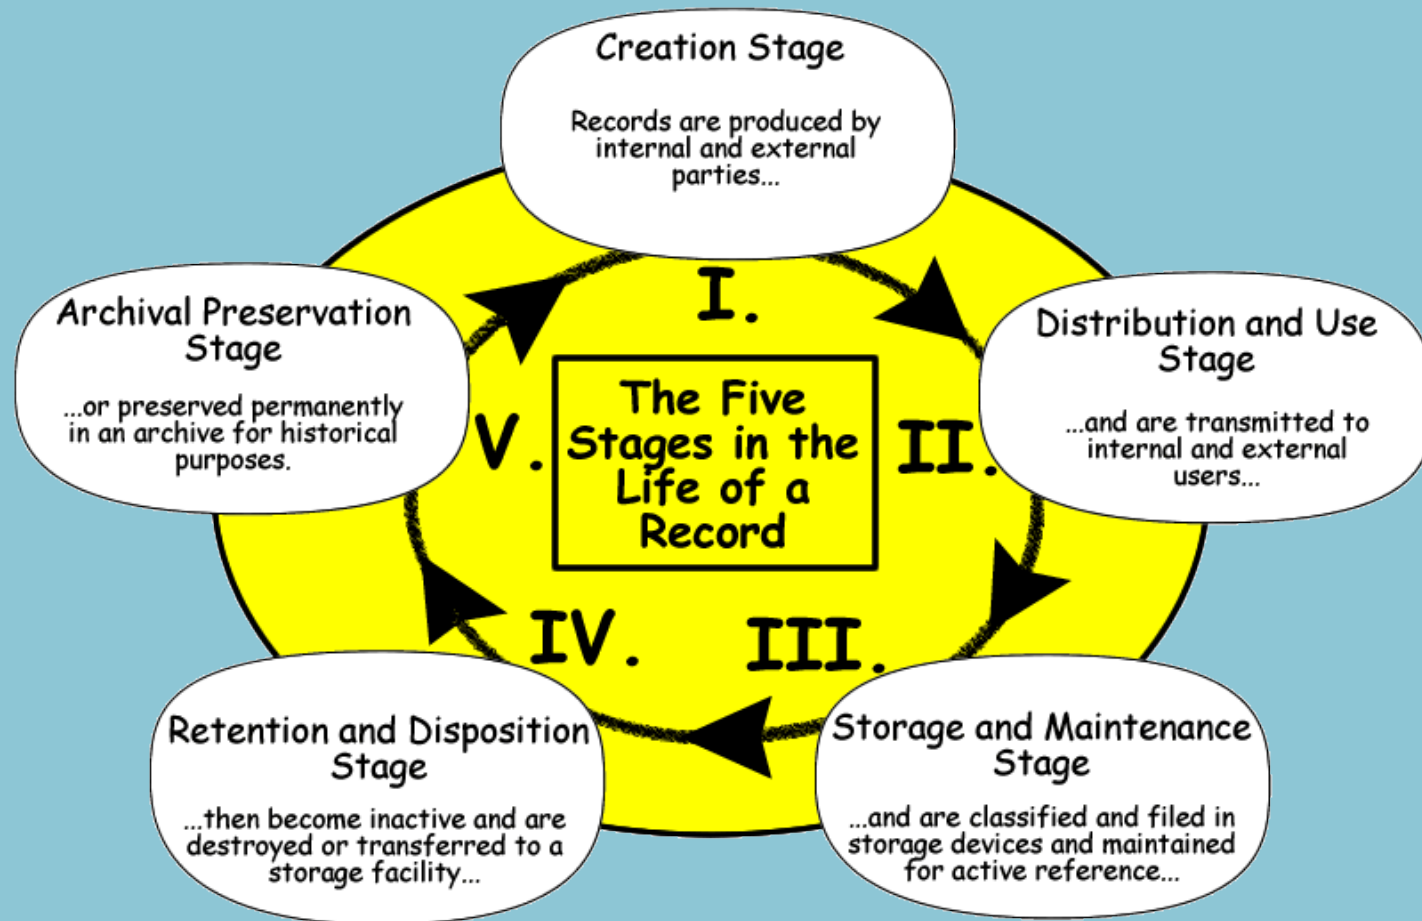 Creation Stage
Records are produced by
internal and external
parties...
I.
Distribution and Use
Stage
...and are transmitted to
internal and external
users...
II.
Storage and Maintenance
Stage
...and are classified and filed in
storage devices and maintained
for active reference...
III.
Retention and Disposition
Stage
...then become inactive and are
destroyed or transferred to a
storage facility...
IV.
Archival Preservation
Stage
...or preserved permanently
in an archive for historical
purposes.
V.
The Five
Stages in the
Life of a
Record